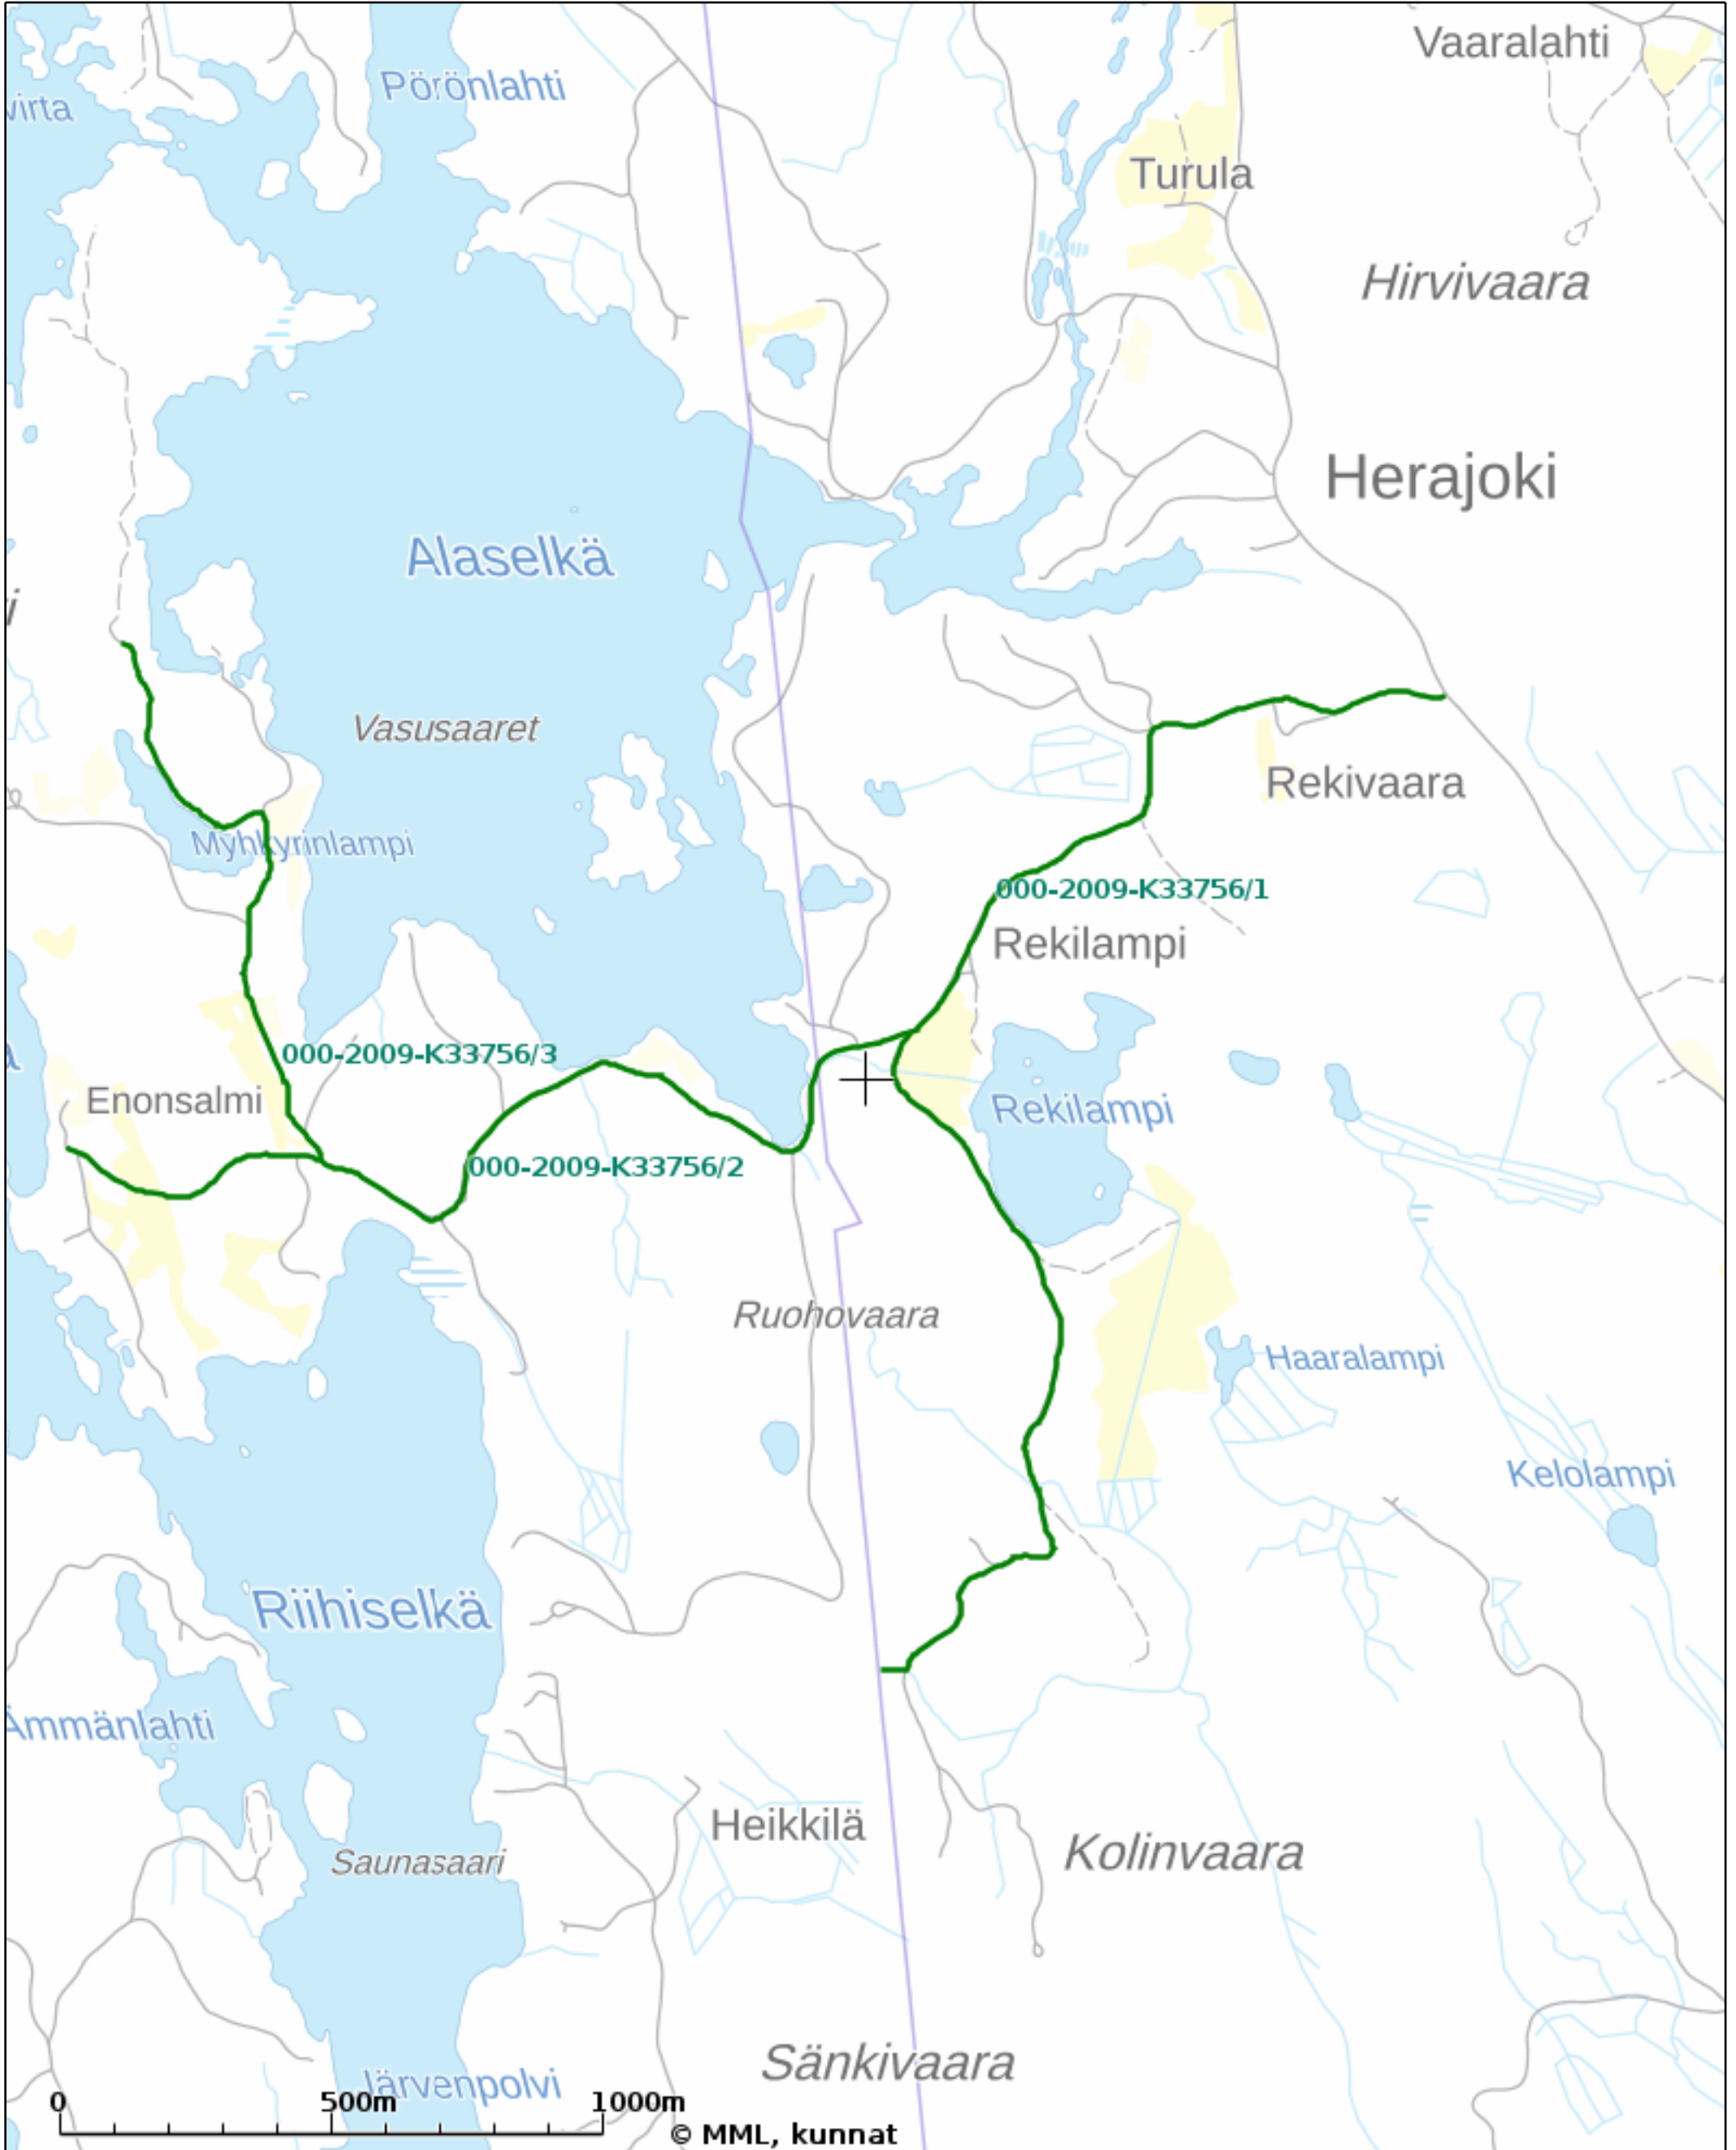 Vaaralahti
Pörönlahti
virta
Turula
Hirvivaara
Herajoki
Alaselkä
Vasusaaret
Rekivaara
Myhkyrinlampi
000-2009-K33756/1
Rekilampi
000-2009-K33756/3
Enonsalmi
Rekilampi
000-2009-K33756/2
Ruohovaara
Haaralampi
Kelolampi
Riihiselkä
Ämmänlahti
Heikkilä
Kolinvaara
Saunasaari
Sänkivaara
Järvenpolvi
0 500m 1000m
© MML, kunnat